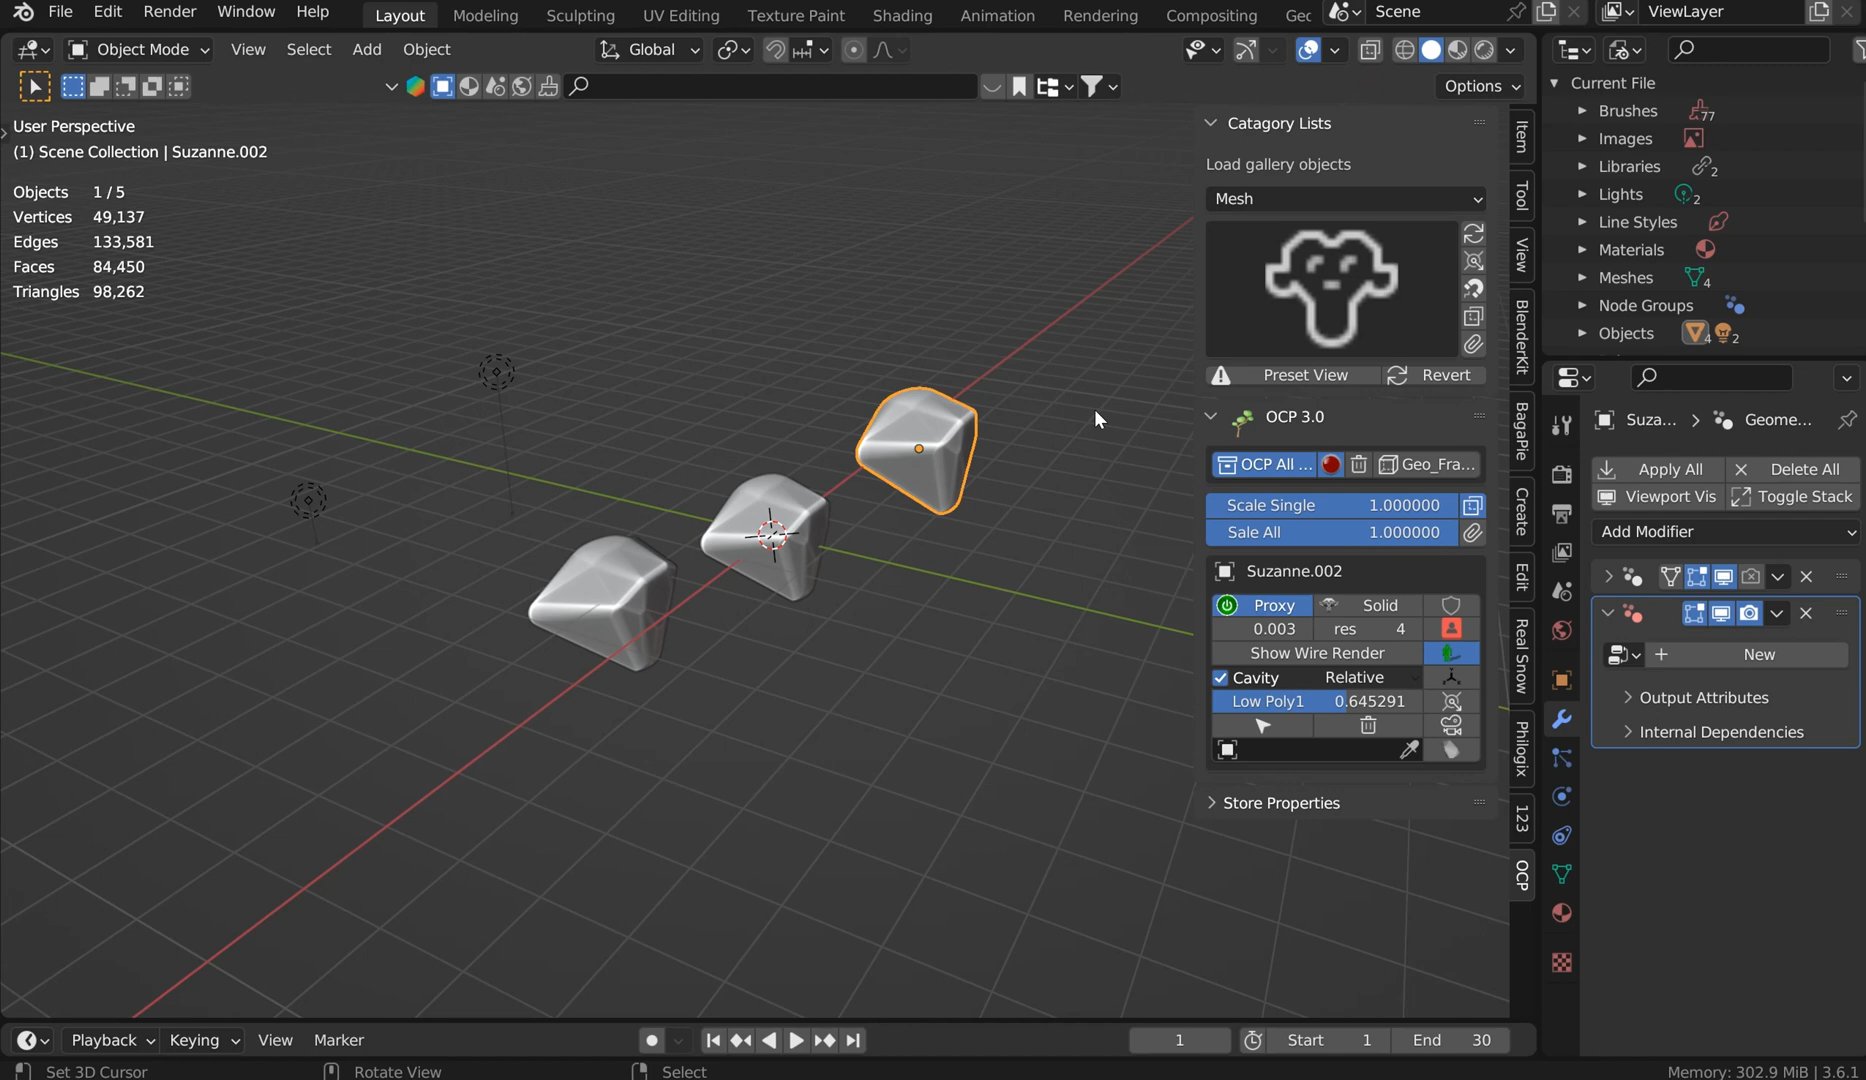 File Edit Render Window Help Layout Modeling Sculpting UV Editing Texture Paint Shading Animation Rendering Compositing Geo Scene ViewLayer
Object Mode View Select Add Object Global
Options
User Perspective
(1) Scene Collection | Suzanne.002
Objects 1 / 5
Vertices 49,137
Edges 133,581
Faces 84,450
Triangles 98,262
Catagory Lists
Load gallery objects
Mesh
Preset View Revert
OCP 3.0
OCP All ... Geo_Fra...
Scale Single 1.000000
Sale All 1.000000
Suzanne.002
Proxy Solid
0.003 res 4
Show Wire Render
Cavity Relative
Low Poly1 0.645291
Store Properties
Item
Tool
View
BlenderKit
BagaPie
Create
Edit
Real Snow
Philogix
123
OCP
Current File
Brushes 77
Images
Libraries 2
Lights 2
Line Styles
Materials
Meshes 4
Node Groups
Objects 4 2
Suza... > Geome...
Apply All Delete All
Viewport Vis Toggle Stack
Add Modifier
New
Output Attributes
Internal Dependencies
Playback Keying View Marker 1 Start 1 End 30
Set 3D Cursor Rotate View Select Memory: 302.9 MiB | 3.6.1